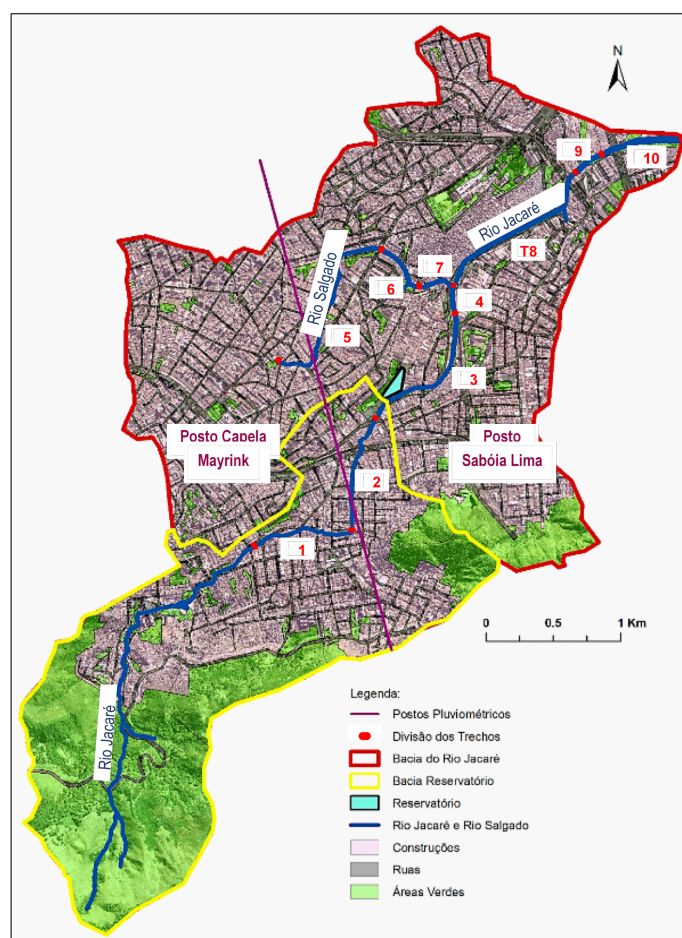 N
9
10
Rio Jacaré
T8
7
Rio Salgado
6
4
5
3
Posto Capela
Mayrink
Posto
Sabóia Lima
2
1
0 0.5 1 Km
Rio Jacaré
Legenda:
Postos Pluviométricos
Divisão dos Trechos
Bacia do Rio Jacaré
Bacia Reservatório
Reservatório
Rio Jacaré e Rio Salgado
Construções
Ruas
Áreas Verdes